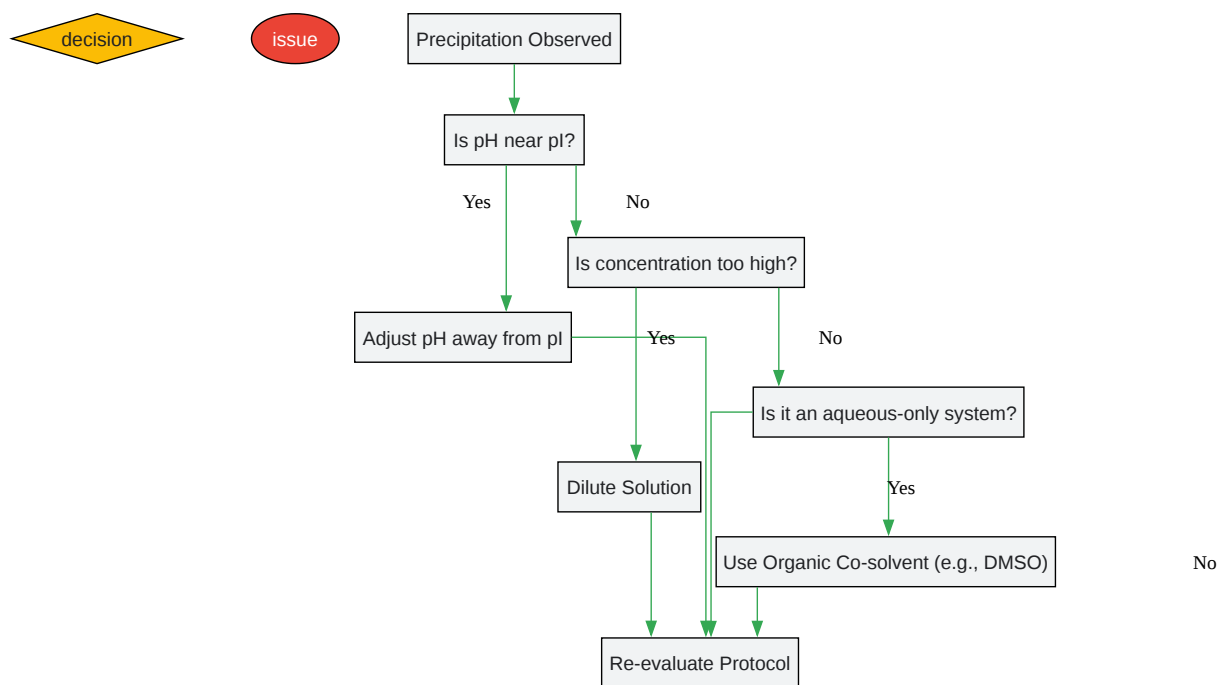 decision
issue
Precipitation Observed
Is pH near pI?
Yes
No
Is concentration too high?
Adjust pH away from pI
Yes
No
Is it an aqueous-only system?
Dilute Solution
Yes
Use Organic Co-solvent (e.g., DMSO)
No
Re-evaluate Protocol